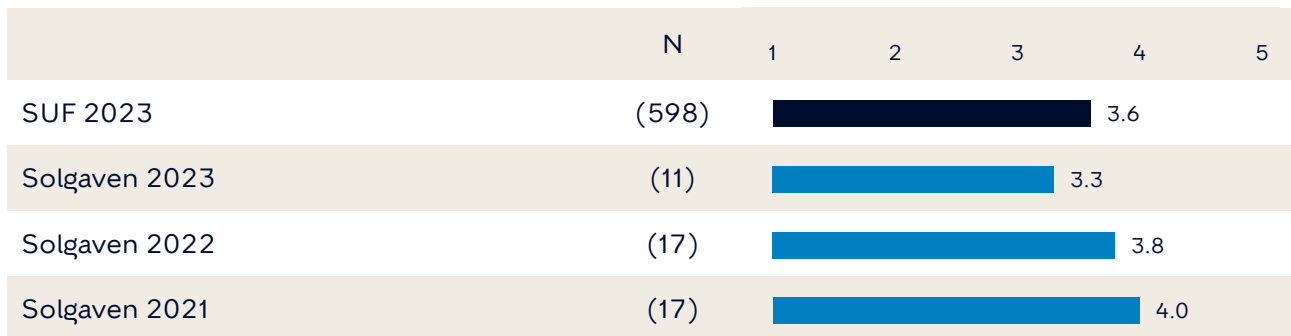 N 1 2 3 4 5
SUF 2023 (598) 3.6
Solgaven 2023 (11) 3.3
Solgaven 2022 (17) 3.8
Solgaven 2021 (17) 4.0